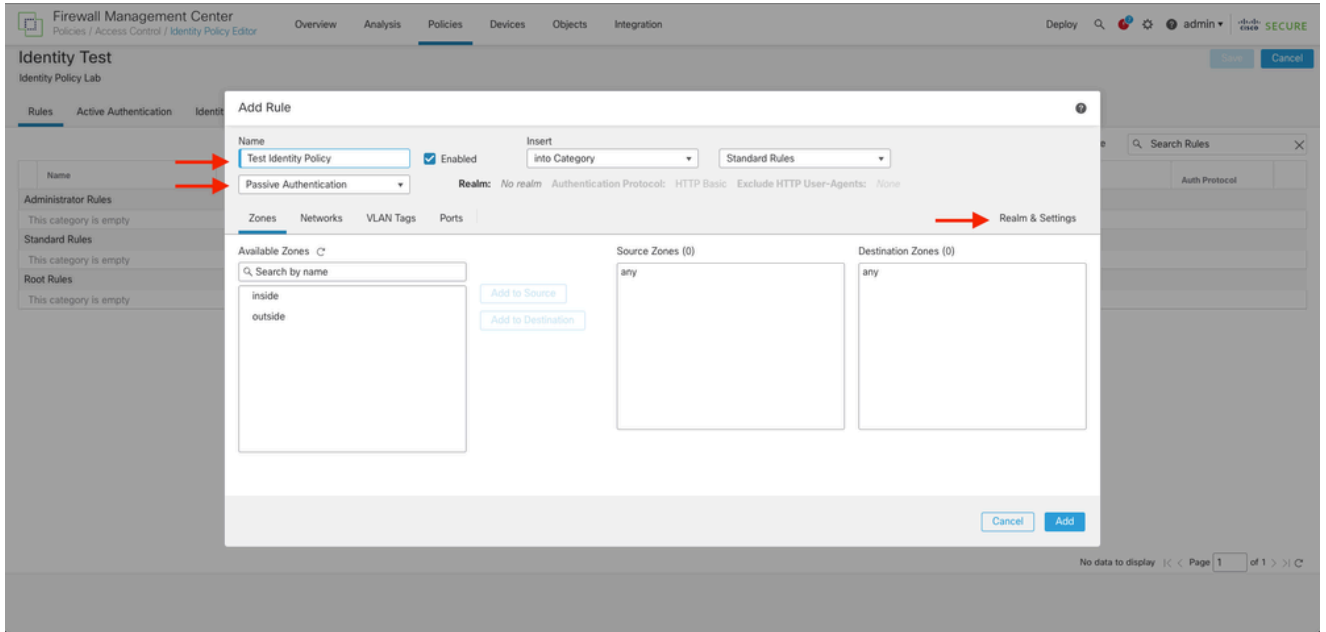 Firewall Management Center
Policies / Access Control / Identity Policy Editor
Overview Analysis Policies Devices Objects Integration
Deploy admin cisco SECURE
Identity Test
Identity Policy Lab
Save Cancel
Rules Active Authentication Identit
Add Rule
Name
Insert
Test Identity Policy
Enabled
into Category
Standard Rules
Search Rules
Passive Authentication
Realm: No realm Authentication Protocol: HTTP Basic Exclude HTTP User-Agents: None
Name
Auth Protocol
Administrator Rules
This category is empty
Standard Rules
This category is empty
Root Rules
This category is empty
Zones Networks VLAN Tags Ports
Realm & Settings
Available Zones
Source Zones (0)
Destination Zones (0)
Search by name
any
any
inside
outside
Add to Source
Add to Destination
Cancel Add
No data to display |< < Page 1 of 1 > >|